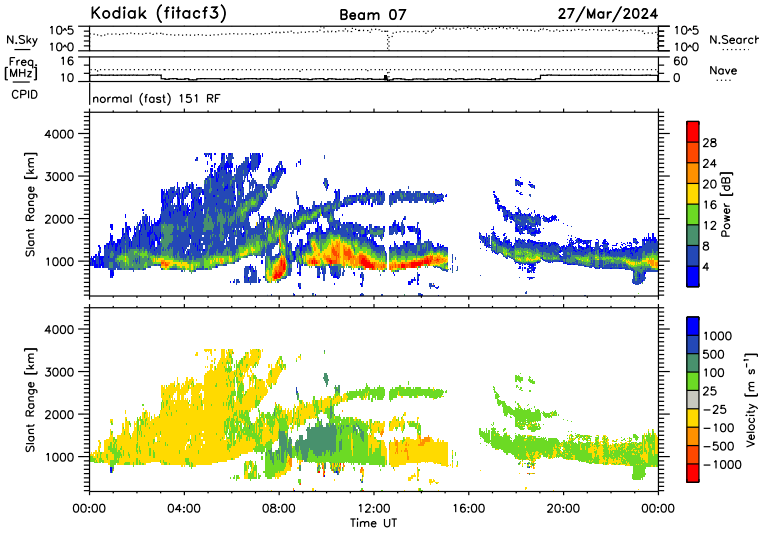 Kodiak (fitacf3) Beam 07 27/Mar/2024
N.Sky 10^5 10^0 10^5 10^0 N.Search
Freq. [MHz] 16 10 60 0 Nave
CPID normal (fast) 151 RF
Slant Range [km] 4000 3000 2000 1000
Power [dB] 28 24 20 16 12 8 4
Slant Range [km] 4000 3000 2000 1000
Velocity [m s⁻¹] 1000 500 100 25 −25 −100 −500 −1000
00:00 04:00 08:00 12:00 16:00 20:00 00:00
Time UT